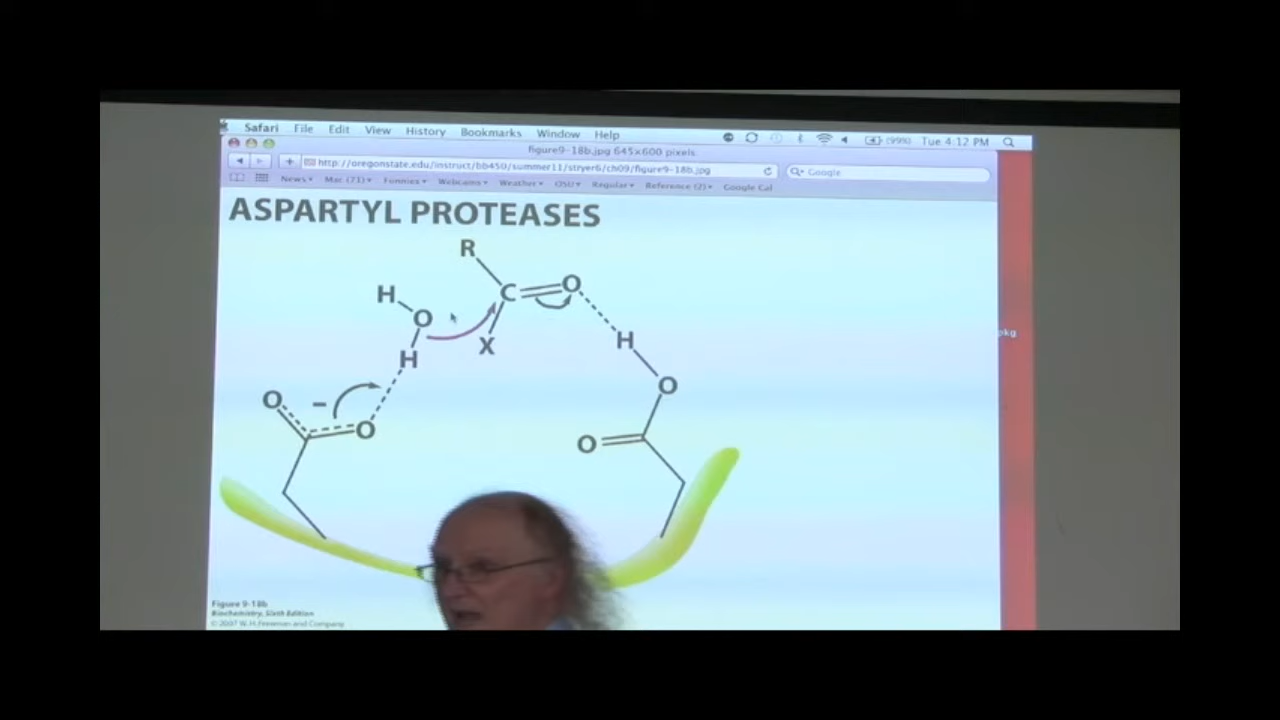 Safari File Edit View History Bookmarks Window Help (99%) Tue 4:12 PM
figure9-18b.jpg 645×600 pixels
http://oregonstate.edu/instruct/bb450/summer11/stryer6/ch09/figure9-18b.jpg Google
News Mac (71) Funnies Webcams Weather OSU Regular Reference (2) Google Cal
ASPARTYL PROTEASES
R
H
C
O
O
H
X
H
pkg
O
O
O
O
Figure 9-18b
Biochemistry, Sixth Edition
© 2007 W.H. Freeman and Company